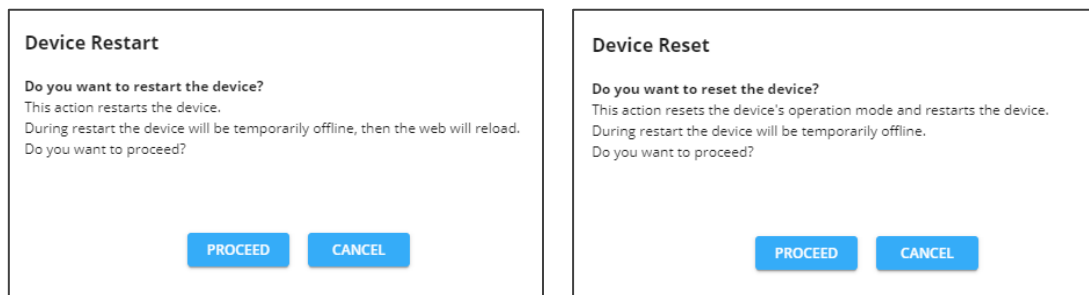 Device Restart
Do you want to restart the device?
This action restarts the device.
During restart the device will be temporarily offline, then the web will reload.
Do you want to proceed?
PROCEED
CANCEL
Device Reset
Do you want to reset the device?
This action resets the device's operation mode and restarts the device.
During restart the device will be temporarily offline.
Do you want to proceed?
PROCEED
CANCEL